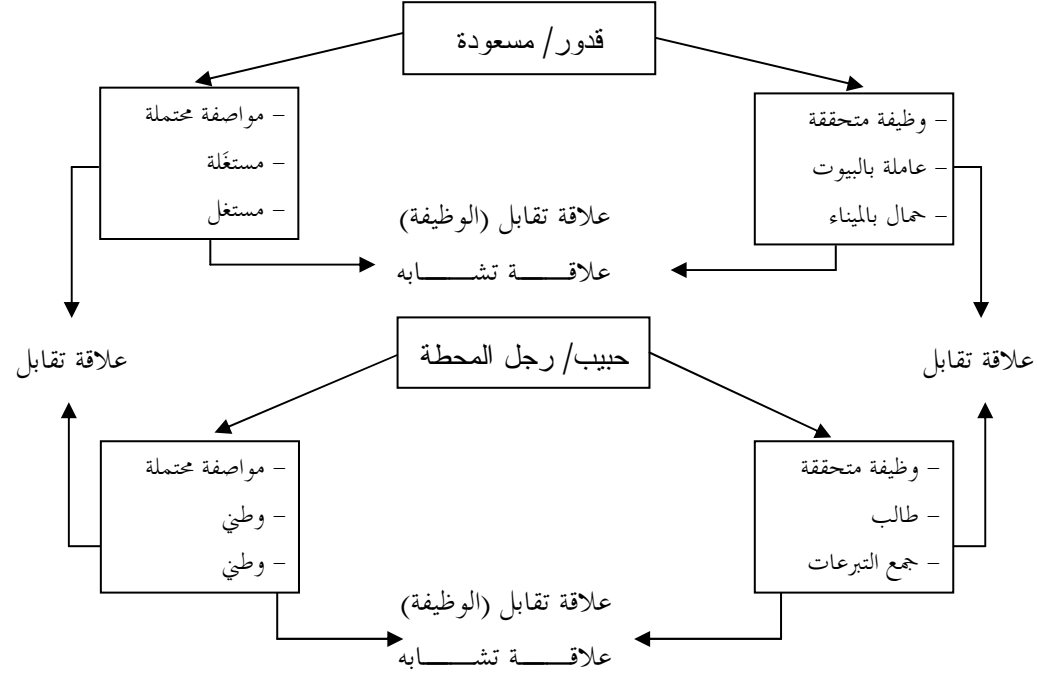 قدور/ مسعودة
– وظيفة متحققة
– عاملة بالبيوت
– حمال بالميناء
– مواصفة محتملة
– مستغَلة
– مستغل
علاقة تقابل (الوظيفة)
علاقـــــة تشـــــابه
علاقة تقابل
علاقة تقابل
حبيب/ رجل المحطة
– وظيفة متحققة
– طالب
– جمع التبرعات
– مواصفة محتملة
– وطني
– وطني
علاقة تقابل (الوظيفة)
علاقـــــة تشـــــابه